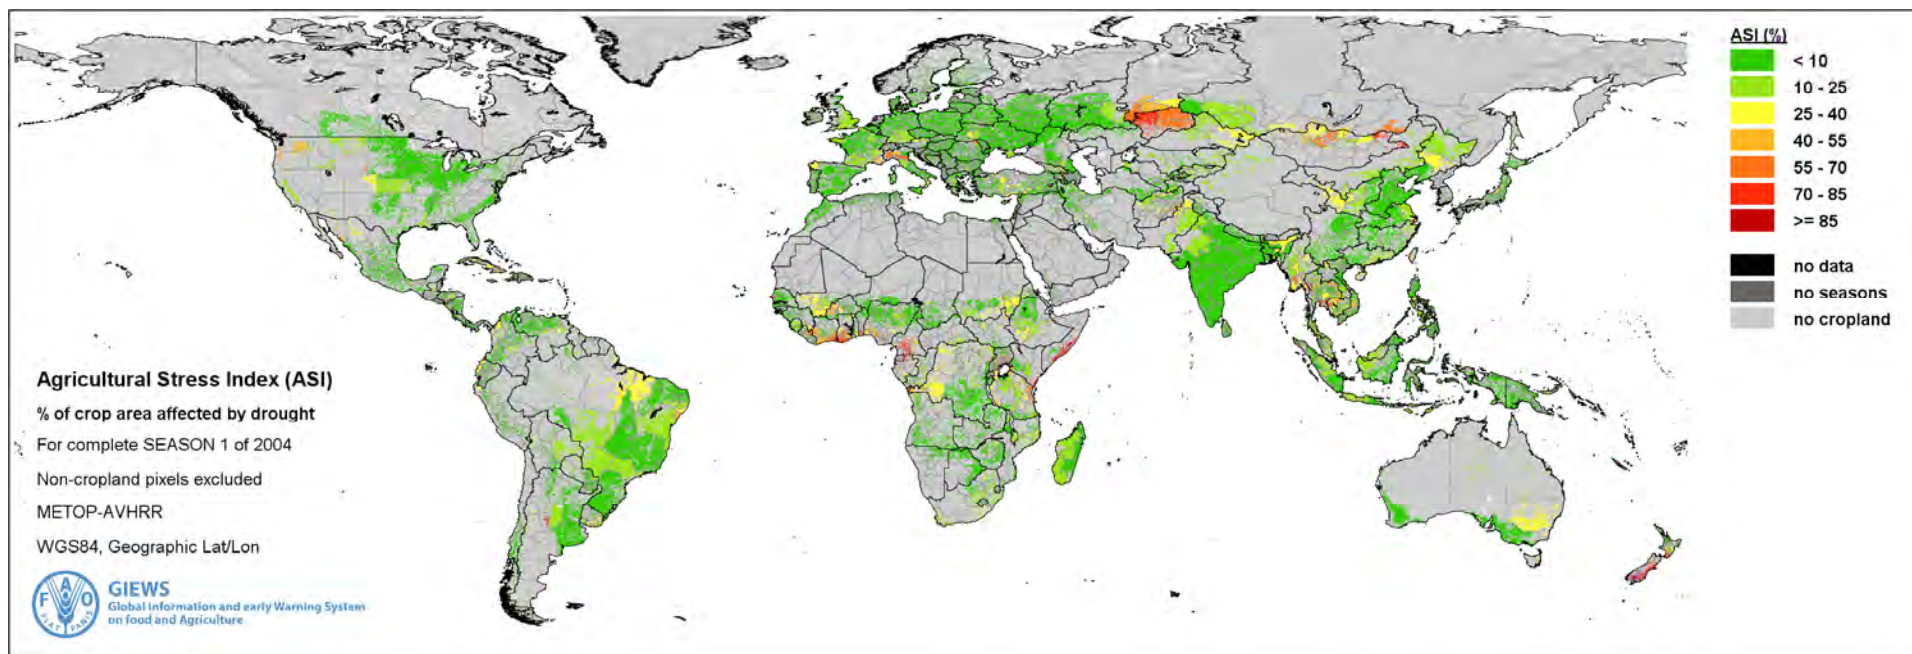 Agricultural Stress Index (ASI)
% of crop area affected by drought
For complete SEASON 1 of 2004
Non-cropland pixels excluded
METOP-AVHRR
WGS84, Geographic Lat/Lon
F A O
FIAT PANIS
GIEWS
Global Information and early Warning System
on food and Agriculture
ASI (%)
< 10
10 - 25
25 - 40
40 - 55
55 - 70
70 - 85
>= 85
no data
no seasons
no cropland